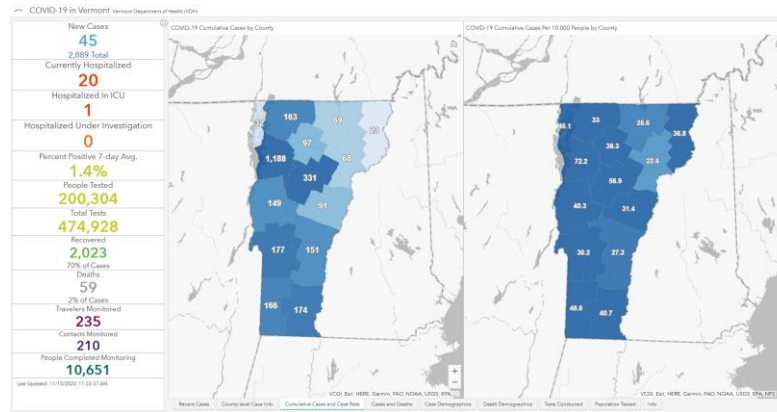 COVID-19 in Vermont Vermont Department of Health (VDH)
New Cases
45
2,889 Total
Currently Hospitalized
20
Hospitalized In ICU
1
Hospitalized Under Investigation
0
Percent Positive 7-day Avg.
1.4%
People Tested
200,304
Total Tests
474,928
Recovered
2,023
70% of Cases
Deaths
59
2% of Cases
Travelers Monitored
235
Contacts Monitored
210
People Completed Monitoring
10,651
Last Updated: 11/15/2020, 11:23:37 AM
COVID-19 Cumulative Cases by County
32 163 69 23
97
1,188 68
331
149 91
177 151
166 174
+
−
VCGI, Esri, HERE, Garmin, FAO, NOAA, USGS, EPA
COVID-19 Cumulative Cases Per 10,000 People by County
45.1 33 25.6 36.8
38.3
72.2 22.4
56.9
40.3 31.4
30.2 27.3
46.6 40.7
VCGI, Esri, HERE, Garmin, FAO, NOAA, USGS, EPA, NPS
Recent Cases County-level Case Info Cumulative Cases and Case Rate Cases and Deaths Case Demographics Death Demographics Tests Conducted Population Tested Info